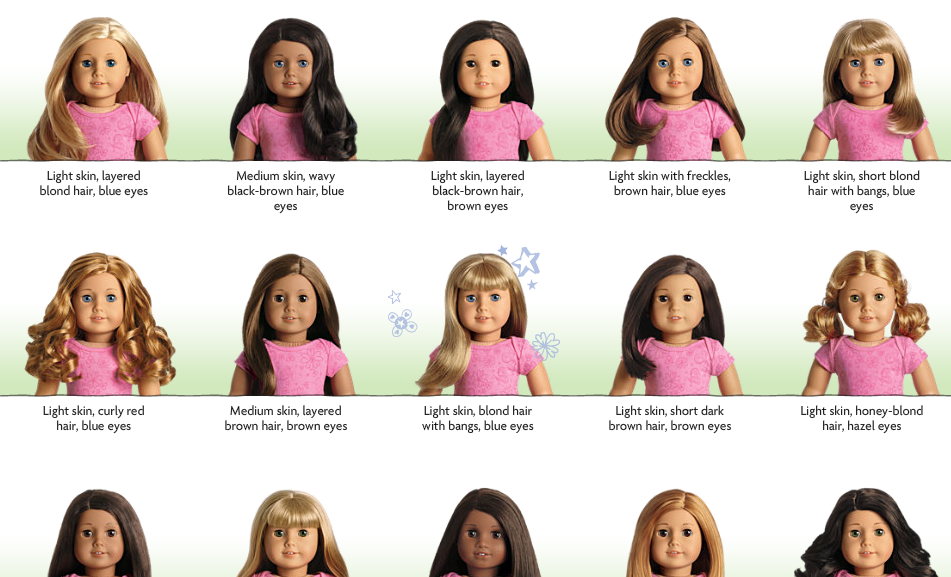 Light skin, layered
blond hair, blue eyes
Medium skin, wavy
black-brown hair, blue
eyes
Light skin, layered
black-brown hair,
brown eyes
Light skin with freckles,
brown hair, blue eyes
Light skin, short blond
hair with bangs, blue
eyes
Light skin, curly red
hair, blue eyes
Medium skin, layered
brown hair, brown eyes
Light skin, blond hair
with bangs, blue eyes
Light skin, short dark
brown hair, brown eyes
Light skin, honey-blond
hair, hazel eyes